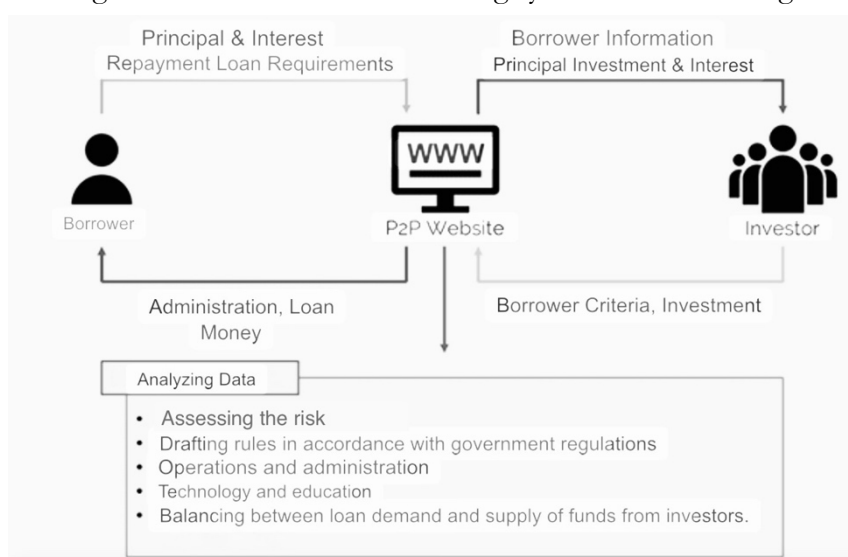 Principal & Interest
Repayment Loan Requirements
Borrower Information
Principal Investment & Interest
WWW
Borrower
P2P Website
Investor
Administration, Loan
Money
Borrower Criteria, Investment
Analyzing Data
• Assessing the risk
• Drafting rules in accordance with government regulations
• Operations and administration
• Technology and education
• Balancing between loan demand and supply of funds from investors.